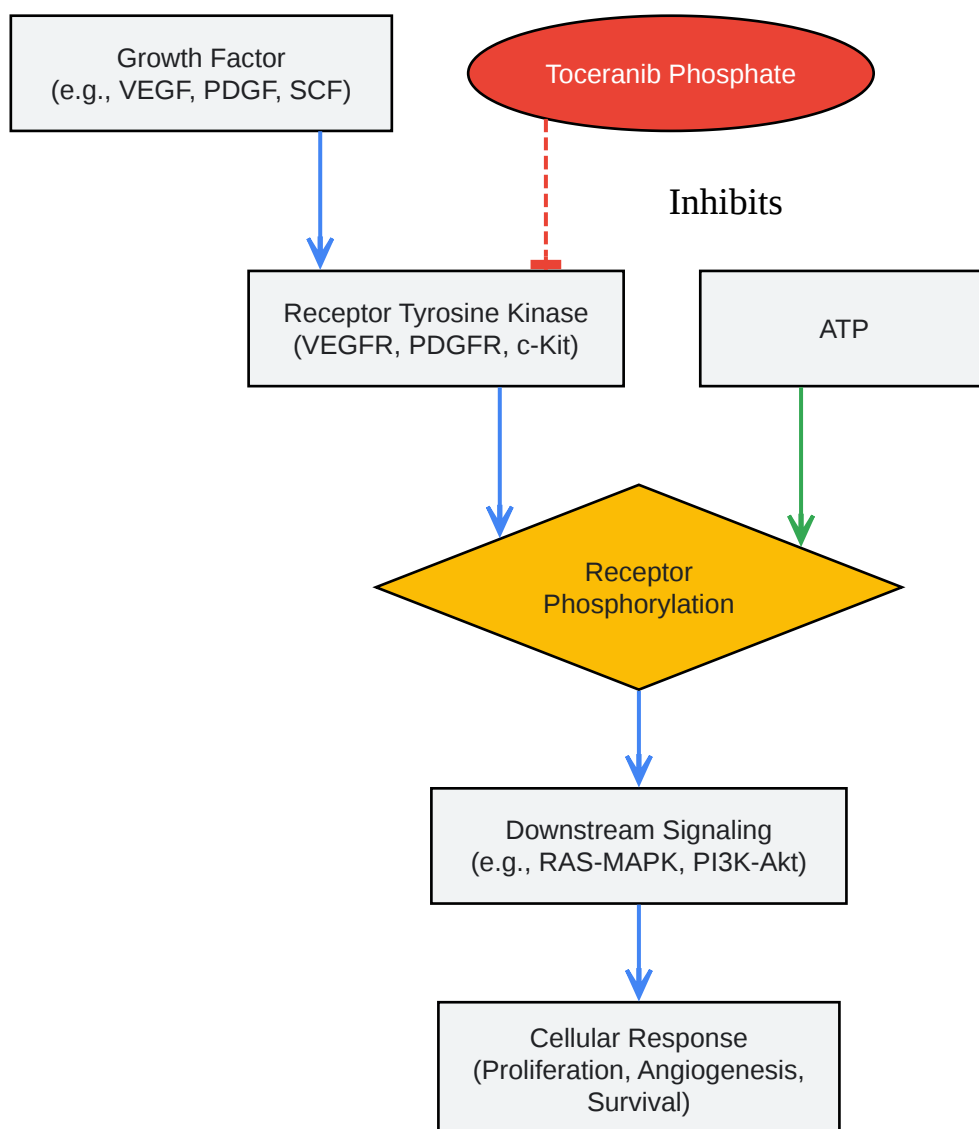 Growth Factor
(e.g., VEGF, PDGF, SCF)
Toceranib Phosphate
Inhibits
Receptor Tyrosine Kinase
(VEGFR, PDGFR, c-Kit)
ATP
Receptor
Phosphorylation
Downstream Signaling
(e.g., RAS-MAPK, PI3K-Akt)
Cellular Response
(Proliferation, Angiogenesis,
Survival)